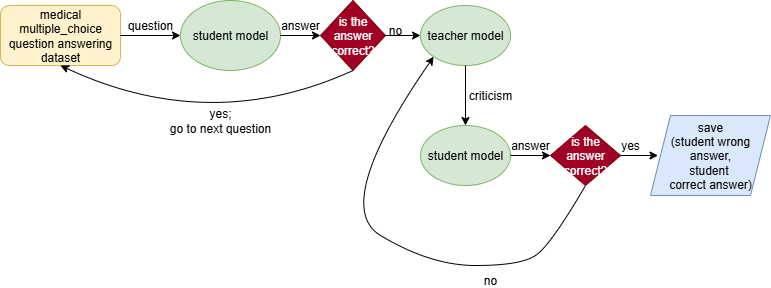 medical
multiple_choice
question answering
dataset
question
student model
answer
is the
answer
correct?
no
teacher model
yes;
go to next question
criticism
student model
answer
is the
answer
correct?
yes
save
(student wrong
answer,
student
correct answer)
no